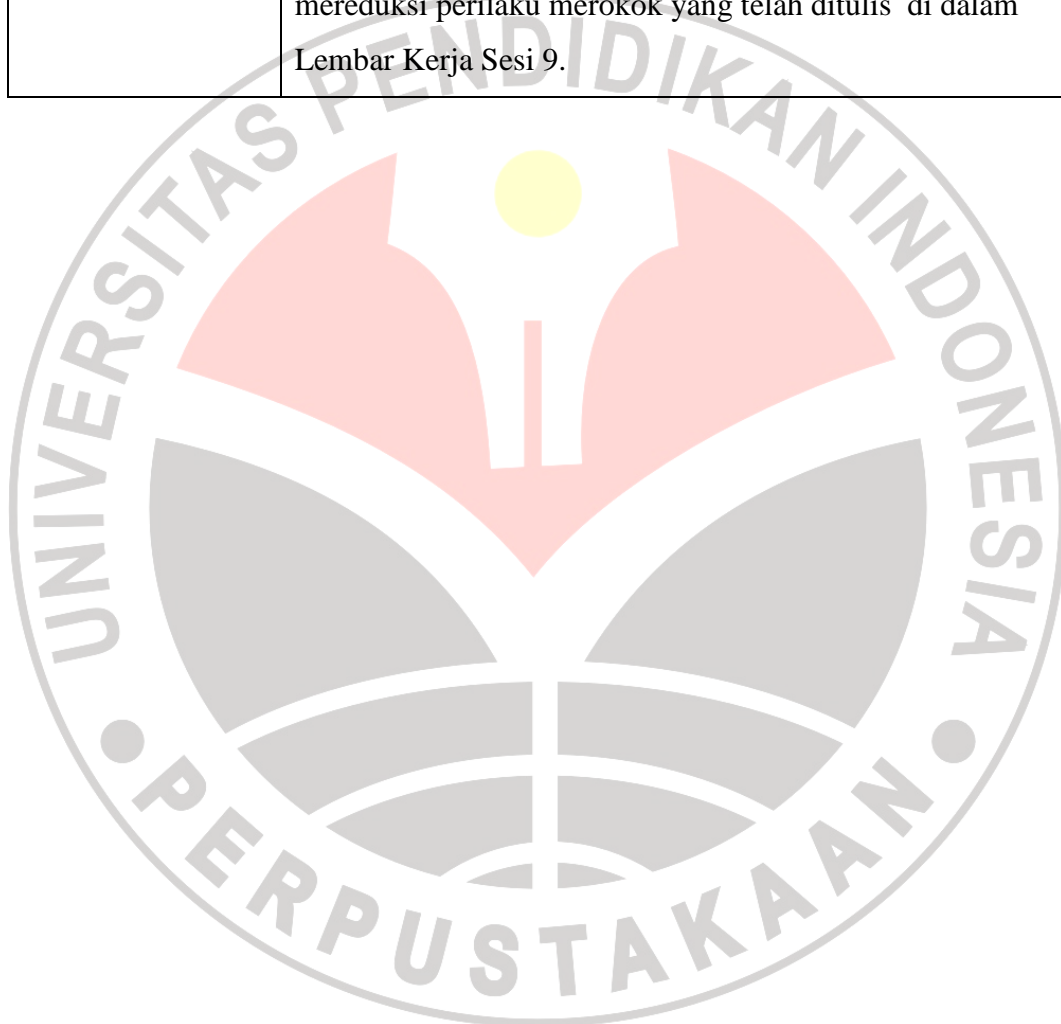 mereduksi perilaku merokok yang telah ditulis di dalam
Lembar Kerja Sesi 9.
UNIVERSITAS PENDIDIKAN INDONESIA
PERPUSTAKAAN